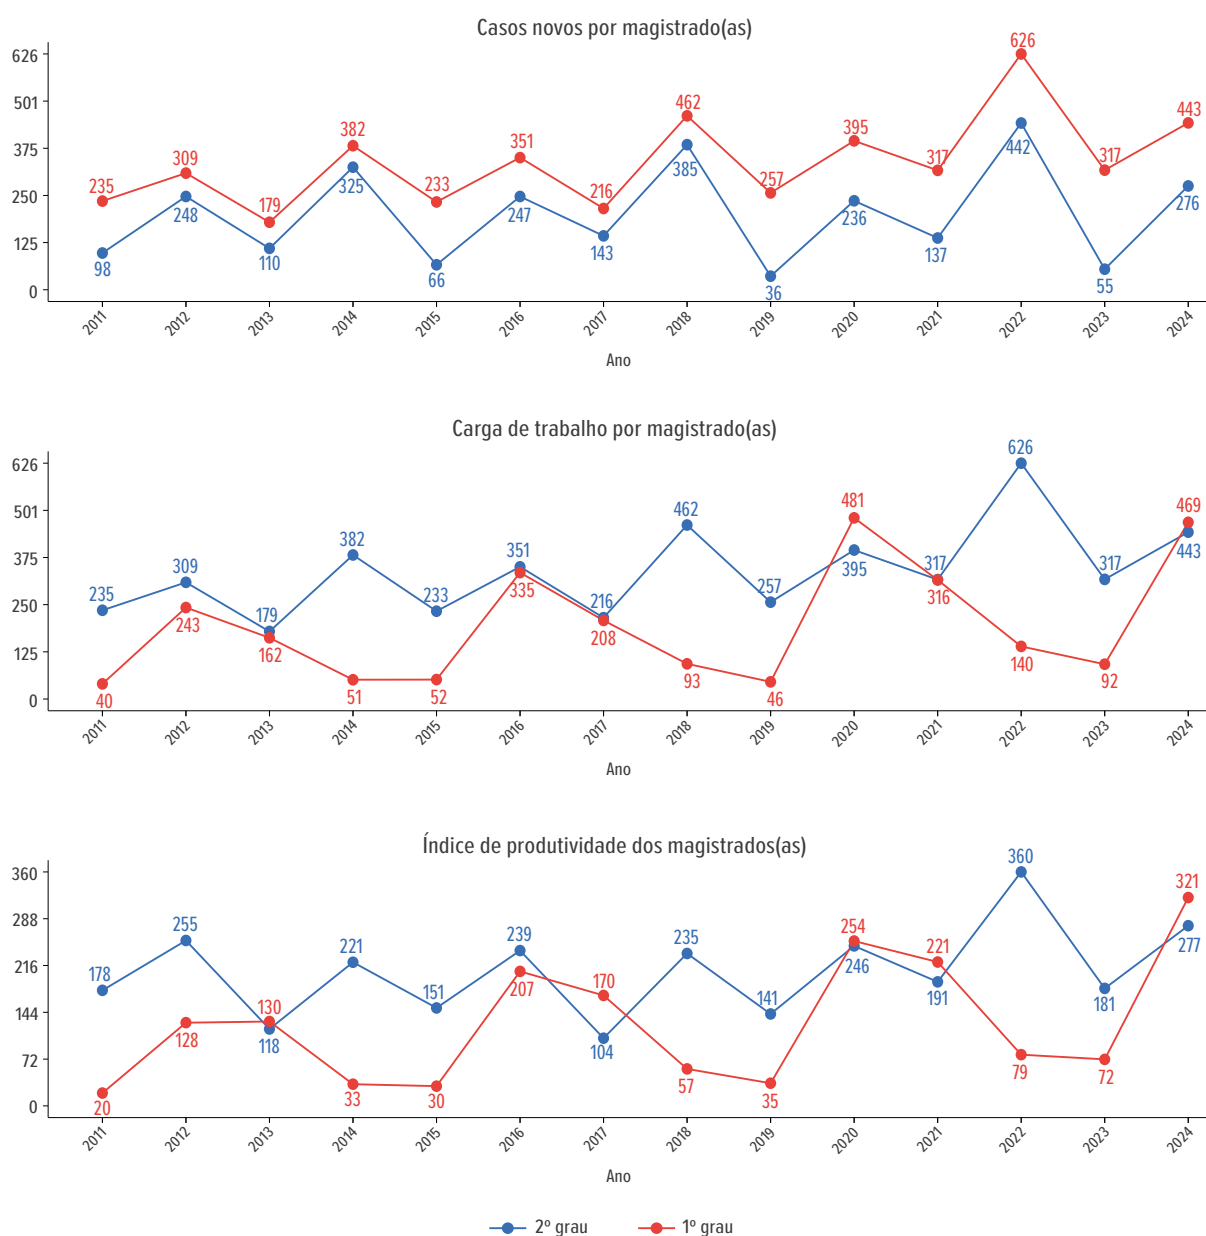 Casos novos por magistrado(as)
626
501
375
250
125
0
235 309 179 382 233 351 216 462 257 395 317 626 317 443
98 248 110 325 66 247 143 385 36 236 137 442 55 276
2011 2012 2013 2014 2015 2016 2017 2018 2019 2020 2021 2022 2023 2024
Ano
Carga de trabalho por magistrado(as)
626
501
375
250
125
0
235 309 179 382 233 351 216 462 257 395 317 626 317 443
40 243 162 51 52 335 208 93 46 481 316 140 92 469
2011 2012 2013 2014 2015 2016 2017 2018 2019 2020 2021 2022 2023 2024
Ano
Índice de produtividade dos magistrados(as)
360
288
216
144
72
0
178 255 118 221 151 239 104 235 141 246 191 360 181 277
20 128 130 33 30 207 170 57 35 254 221 79 72 321
2011 2012 2013 2014 2015 2016 2017 2018 2019 2020 2021 2022 2023 2024
Ano
2º grau 1º grau